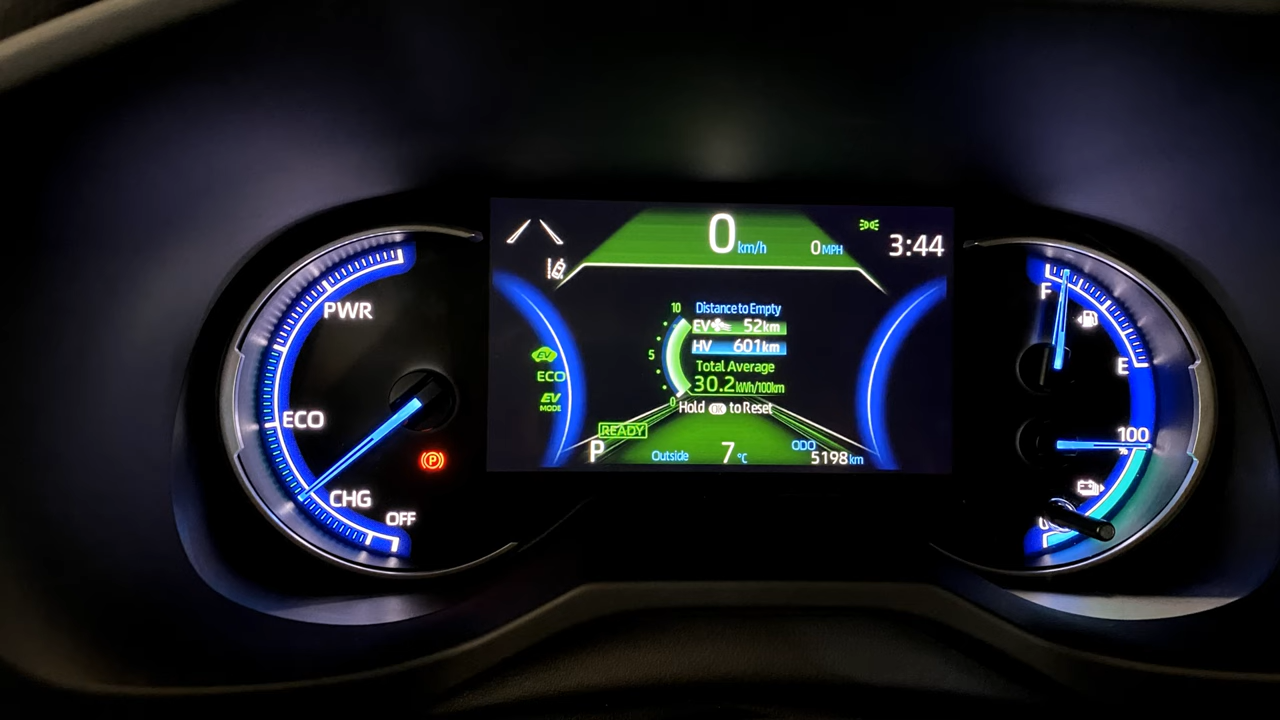 PWR
ECO
CHG
OFF
0 km/h
0 MPH
3:44
10
5
0
Distance to Empty
EV 52km
HV 601km
Total Average
30.2 kWh/100km
Hold OK to Reset
EV
ECO
EV
MODE
READY
P
Outside 7 °C
ODO
5198 km
P
F
E
100
%